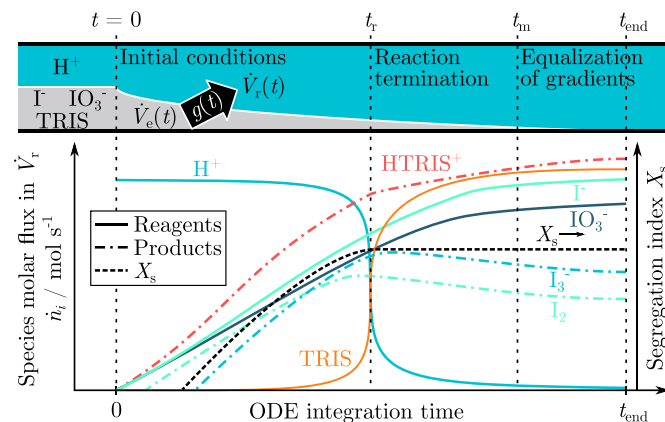 t = 0 t_r t_m t_end
H⁺ Initial conditions Reaction Equalization
termination of gradients
I⁻ IO₃⁻ V̇_e(t) g(t) V̇_r(t)
TRIS
H⁺ HTRIS⁺
I⁻
IO₃⁻
X_s
Reagents
Products
X_s
I₃⁻
I₂
TRIS
Species molar flux in V̇_r
ṅ_i / mol s⁻¹
Segregation index X_s
0 ODE integration time t_end